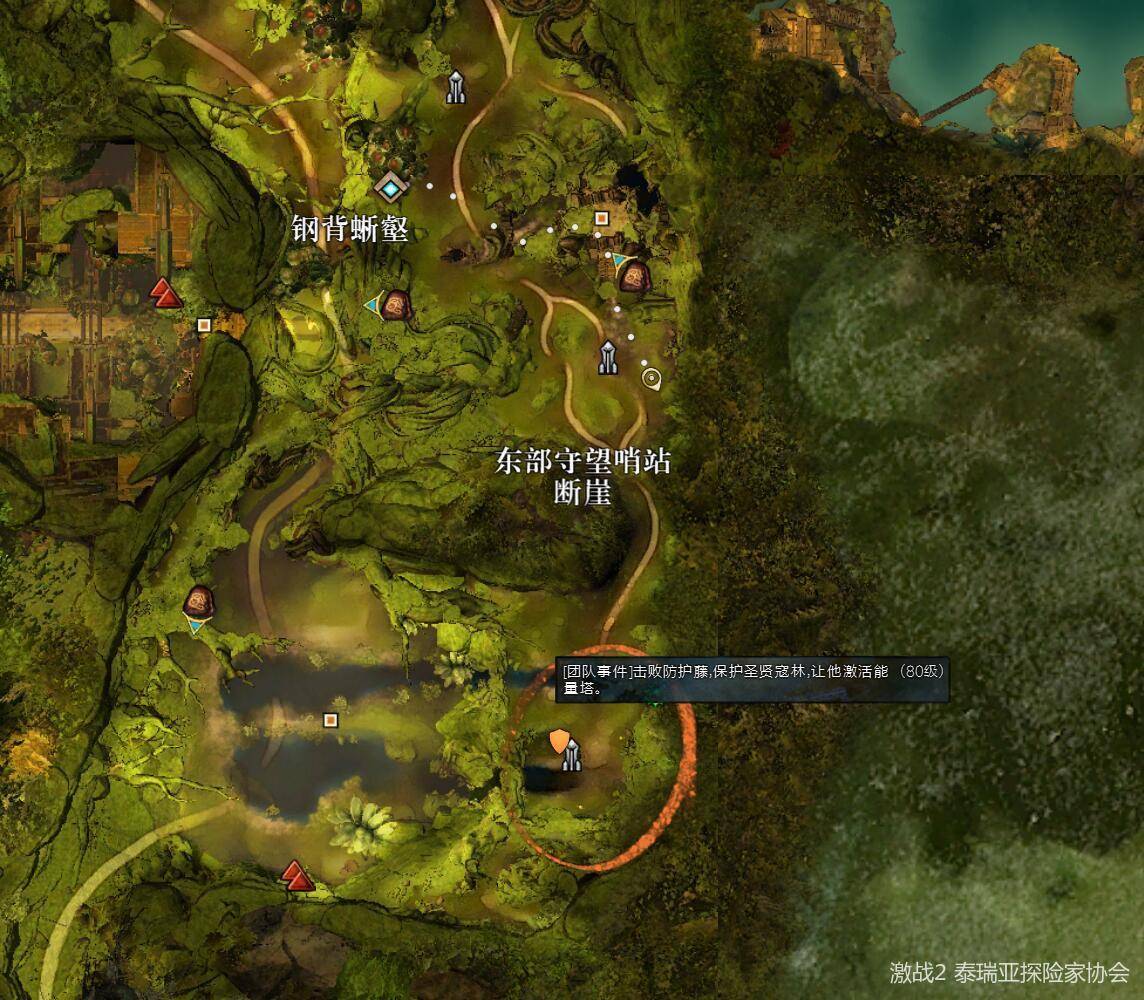 钢背蜥壑
东部守望哨站
断崖
[团队事件]击败防护藤,保护圣贤寇林,让他激活能 （80级）
量塔。
激战2 泰瑞亚探险家协会